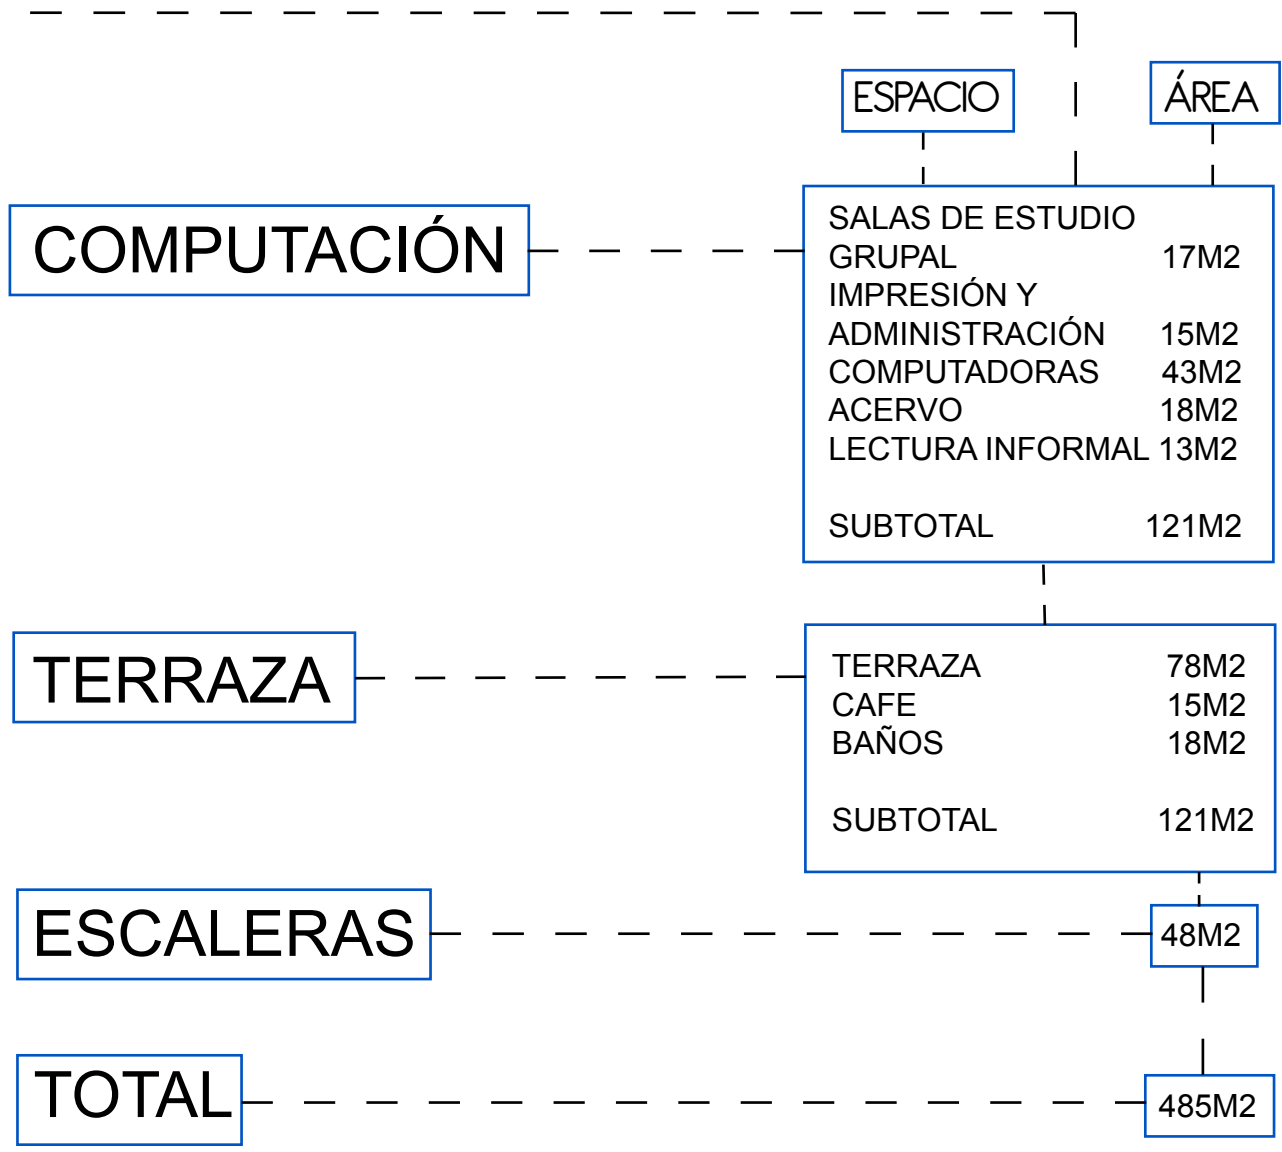 ESPACIO ÁREA
COMPUTACIÓN
SALAS DE ESTUDIO
GRUPAL 17M2
IMPRESIÓN Y
ADMINISTRACIÓN 15M2
COMPUTADORAS 43M2
ACERVO 18M2
LECTURA INFORMAL 13M2
SUBTOTAL 121M2
TERRAZA
TERRAZA 78M2
CAFE 15M2
BAÑOS 18M2
SUBTOTAL 121M2
ESCALERAS 48M2
TOTAL 485M2